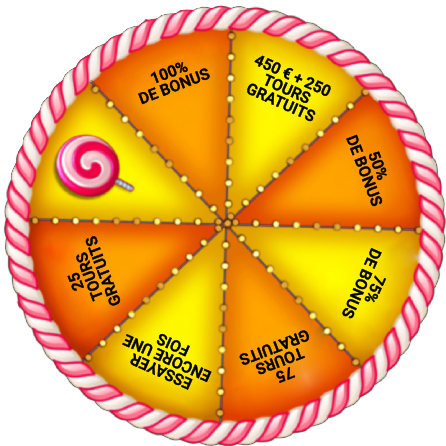 450 € + 250
TOURS
GRATUITS
50%
DE BONUS
75%
DE BONUS
75
TOURS
GRATUITS
ESSAYER
ENCORE UNE
FOIS
25
TOURS
GRATUITS
100%
DE BONUS